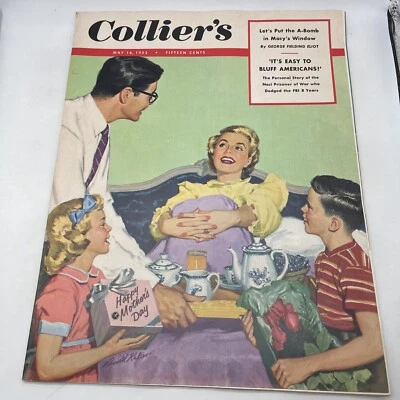 Collier's
MAY 16, 1953 • FIFTEEN CENTS
Let's Put the A-Bomb
in Mary's Window
By GEORGE FIELDING ELIOT
'IT'S EASY TO
BLUFF AMERICANS!'
The Personal Story of the
Nazi Prisoner of War who
Dodged the FBI 8 Years
Happy
Mother's
Day